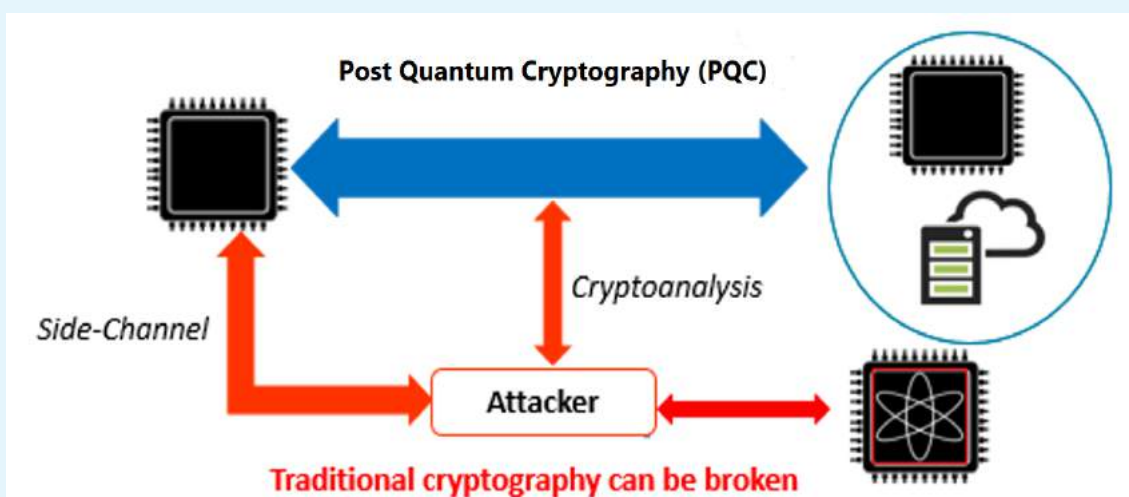 Post Quantum Cryptography (PQC)
Cryptoanalysis
Side-Channel
Attacker
Traditional cryptography can be broken